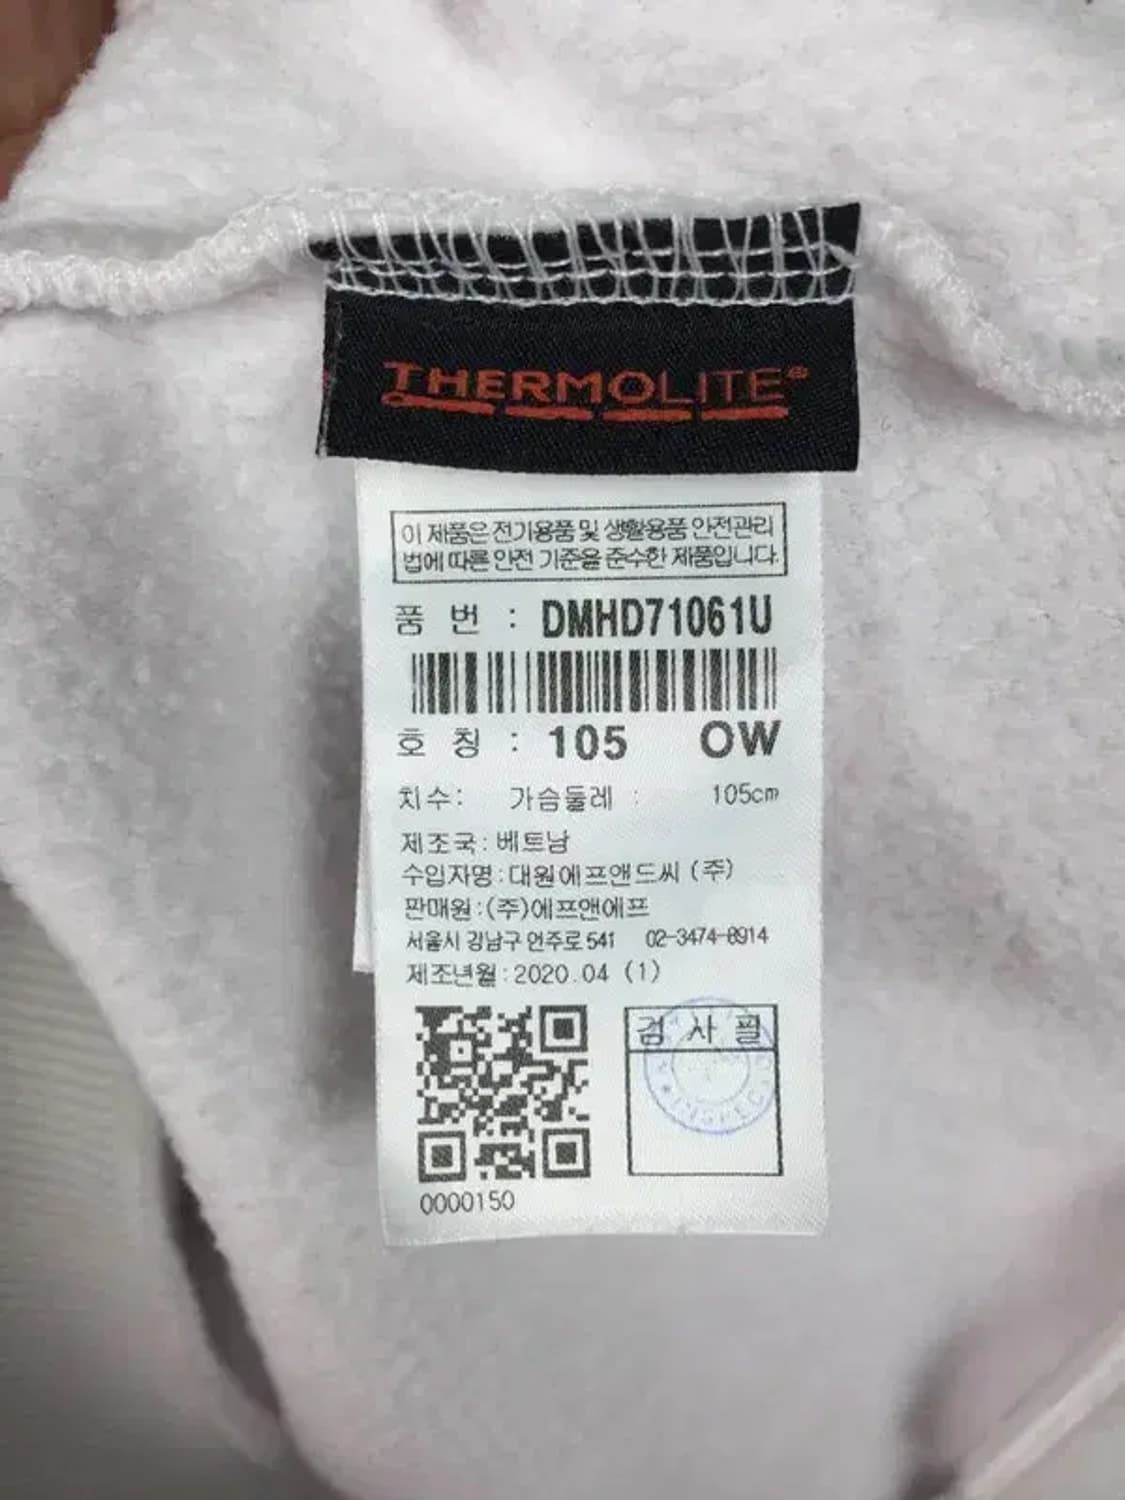 THERMOLITE®
이 제품은 전기용품 및 생활용품 안전관리
법에 따른 안전 기준을 준수한 제품입니다.
품 번 : DMHD71061U
호 칭 : 105 OW
치수: 가슴둘레 : 105cm
제조국:베트남
수입자명:대원에프앤드씨 (주)
판매원:(주)에프앤에프
서울시 강남구 언주로 541 02-3474-0914
제조년월:2020.04 (1)
검 사 필
INSPEC
0000150